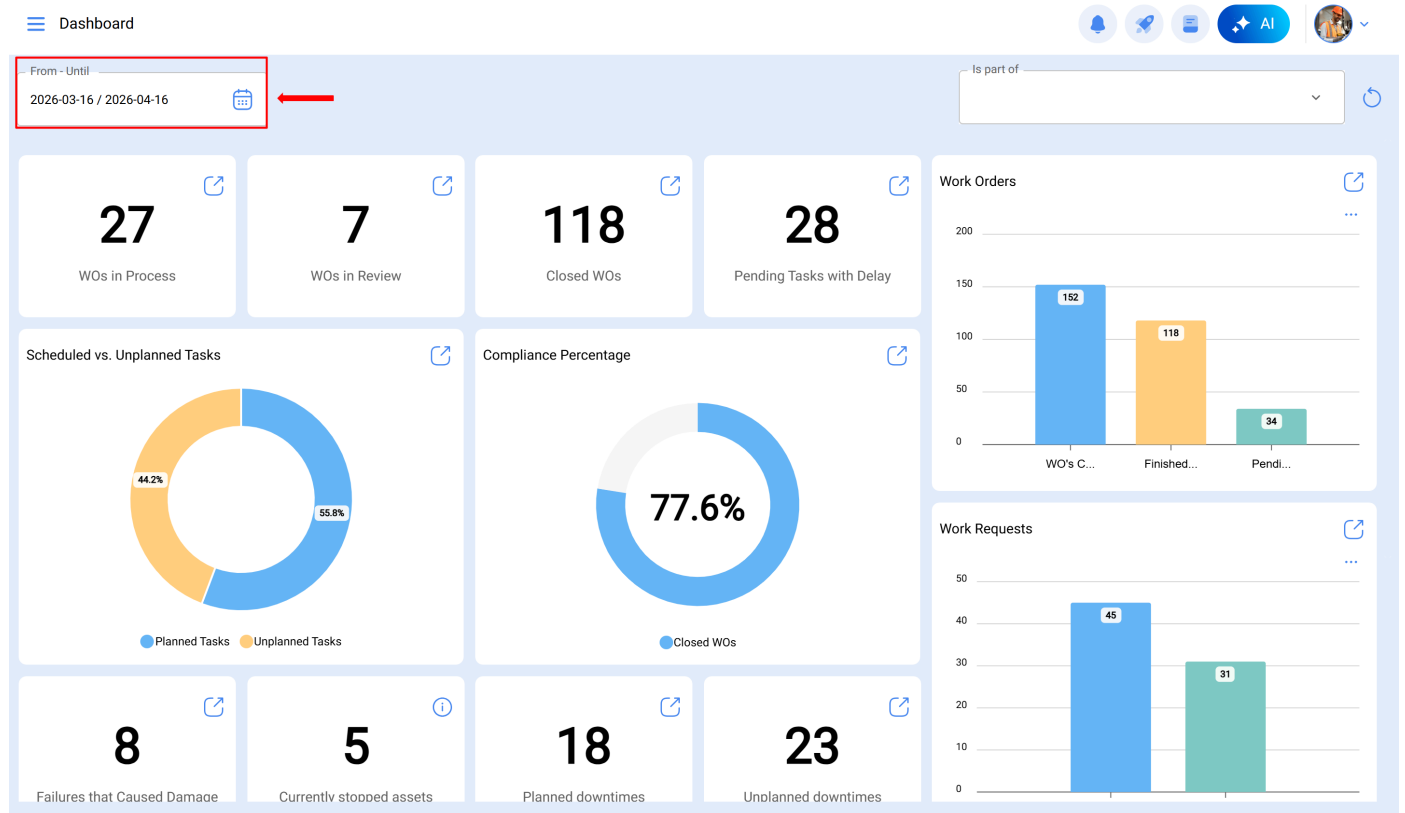 Dashboard
AI
From - Until
2026-03-16 / 2026-04-16
Is part of
27
WOs in Process
7
WOs in Review
118
Closed WOs
28
Pending Tasks with Delay
Work Orders
...
200
150
100
50
0
152
118
34
WO's C...
Finished...
Pendi...
Scheduled vs. Unplanned Tasks
44.2%
55.8%
Planned Tasks
Unplanned Tasks
Compliance Percentage
77.6%
Closed WOs
Work Requests
...
50
40
30
20
10
0
45
31
8
Failures that Caused Damage
5
Currently stopped assets
18
Planned downtimes
23
Unplanned downtimes